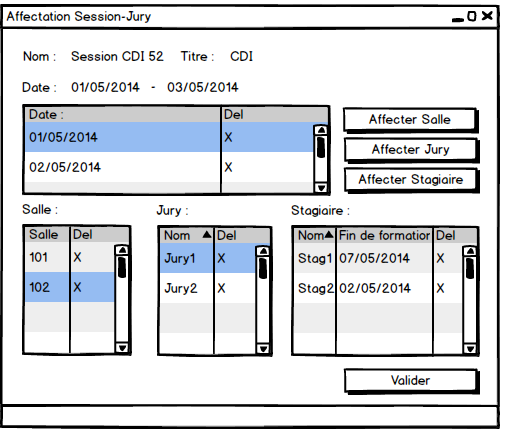 Affectation Session-Jury
Nom : Session CDI 52 Titre : CDI
Date : 01/05/2014 - 03/05/2014
Date : Del
01/05/2014 X
02/05/2014 X
Affecter Salle
Affecter Jury
Affecter Stagiaire
Salle :
Salle Del
101 X
102 X
Jury :
Nom Del
Jury1 X
Jury2 X
Stagiaire :
Nom Fin de formation Del
Stag1 07/05/2014 X
Stag2 02/05/2014 X
Valider